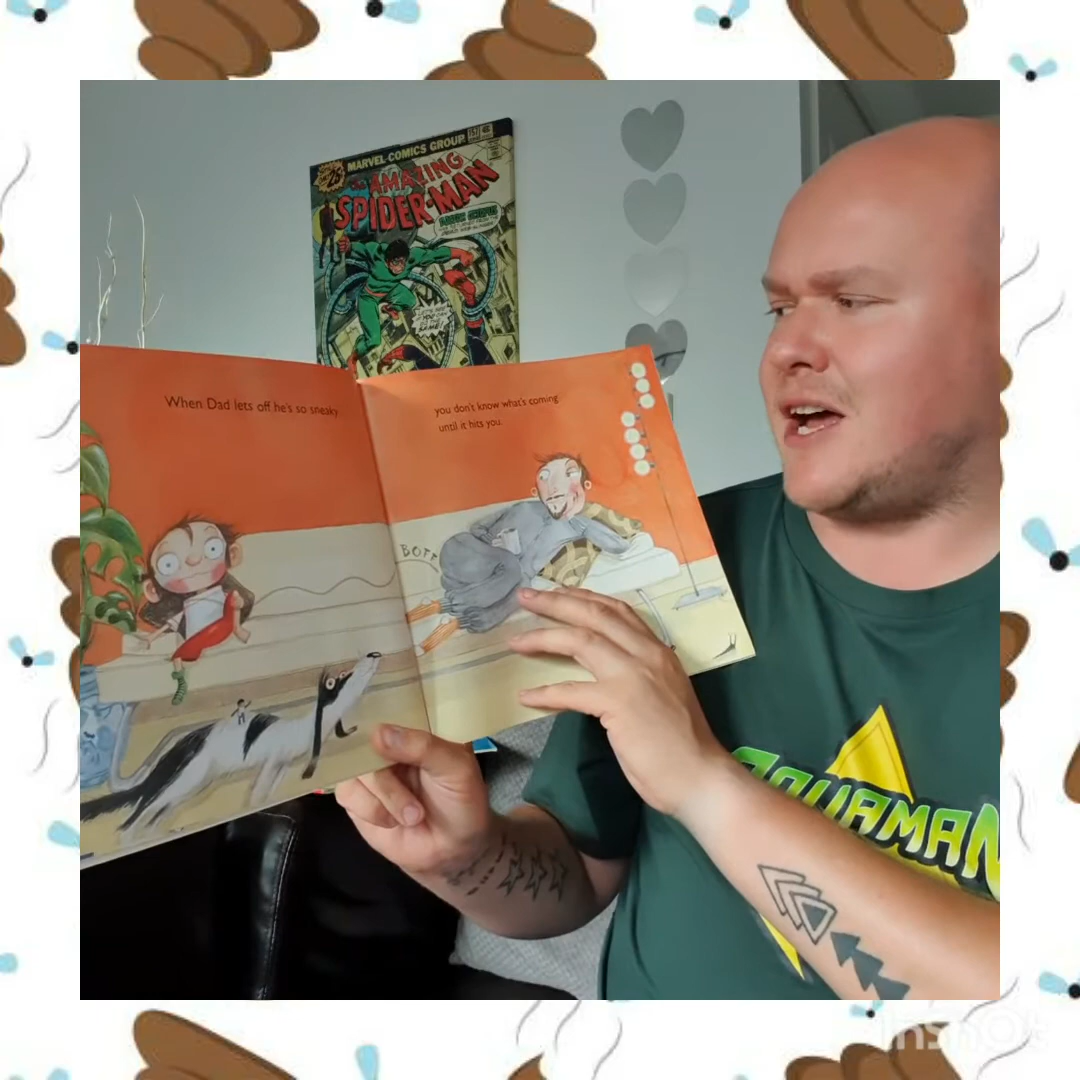 MARVEL COMICS GROUP
THE AMAZING
SPIDER-MAN
When Dad lets off he's so sneaky
you don't know what's coming
until it hits you.
AQUAMAN
InShOt